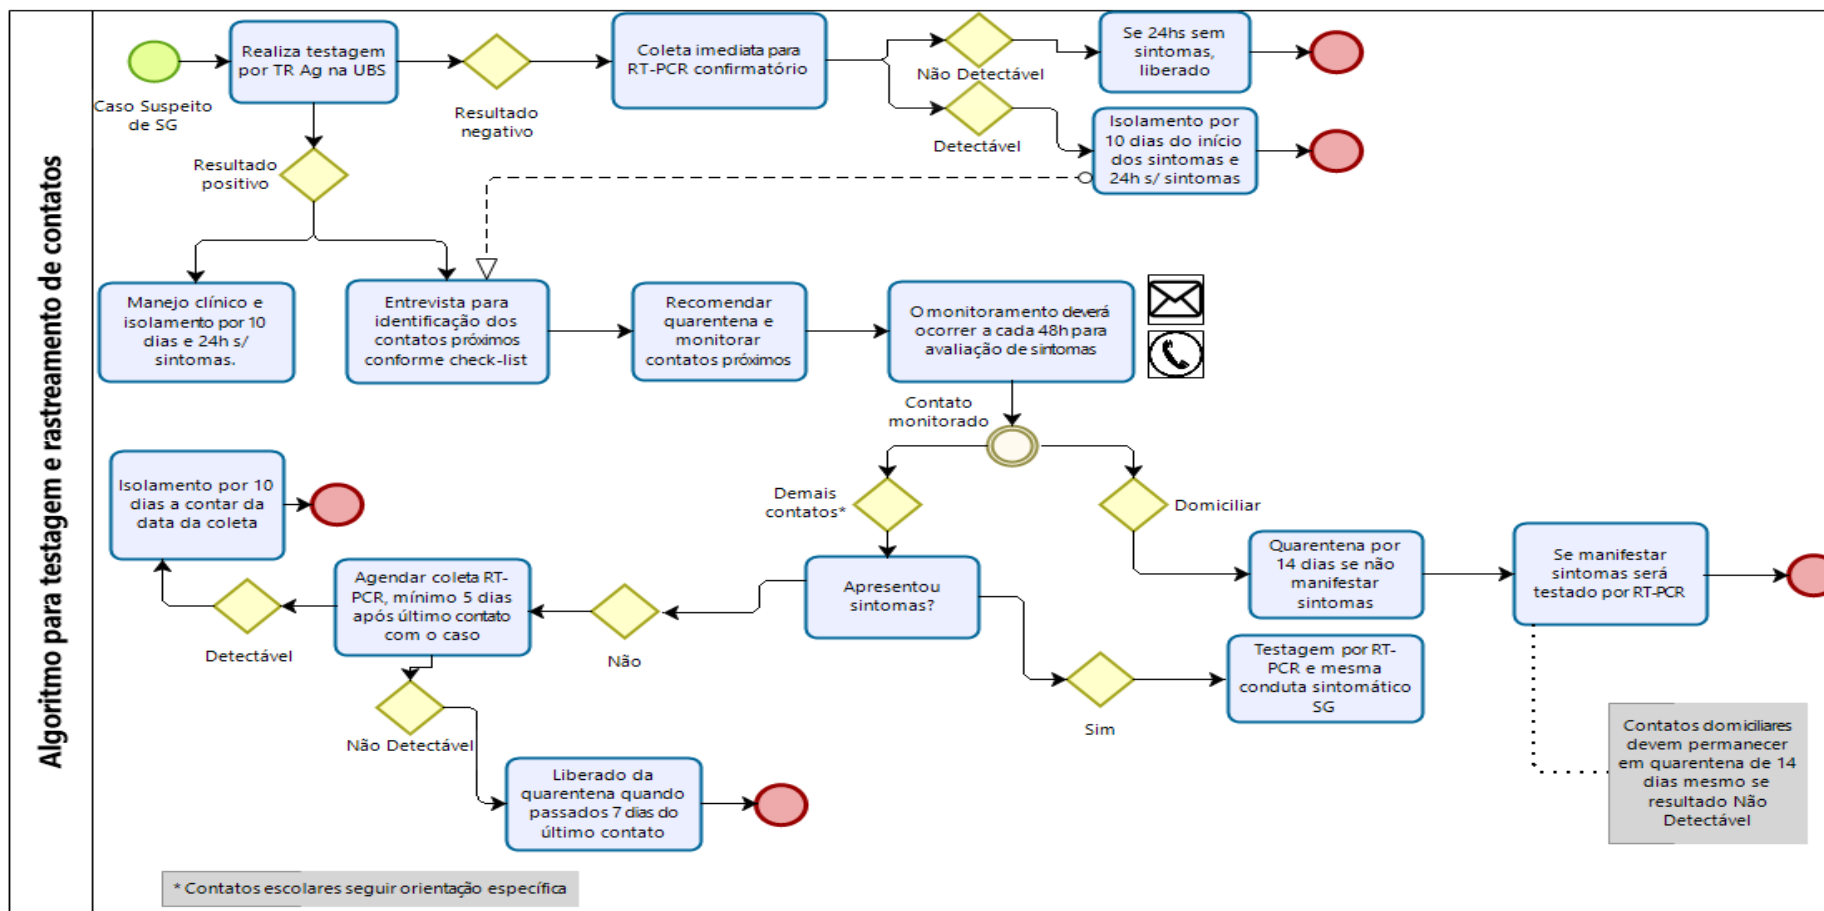 Algoritmo para testagem e rastreamento de contatos
Caso Suspeito
de SG
Realiza testagem
por TR Ag na UBS
Resultado
negativo
Coleta imediata para
RT-PCR confirmatório
Não Detectável
Se 24hs sem
sintomas,
liberado
Detectável
Isolamento por
10 dias do início
dos sintomas e
24h s/ sintomas
Resultado
positivo
Manejo clínico e
isolamento por 10
dias e 24h s/
sintomas.
Entrevista para
identificação dos
contatos próximos
conforme check-list
Recomendar
quarentena e
monitorar
contatos próximos
O monitoramento deverá
ocorrer a cada 48h para
avaliação de sintomas
Contato
monitorado
Demais
contatos*
Domiciliar
Quarentena por
14 dias se não
manifestar
sintomas
Se manifestar
sintomas será
testado por RT-PCR
Contatos domiciliares
devem permanecer
em quarentena de 14
dias mesmo se
resultado Não
Detectável
Apresentou
sintomas?
Sim
Testagem por RT-
PCR e mesma
conduta sintomático
SG
Não
Agendar coleta RT-
PCR, mínimo 5 dias
após último contato
com o caso
Detectável
Isolamento por 10
dias a contar da
data da coleta
Não Detectável
Liberado da
quarentena quando
passados 7 dias do
último contato
* Contatos escolares seguir orientação específica